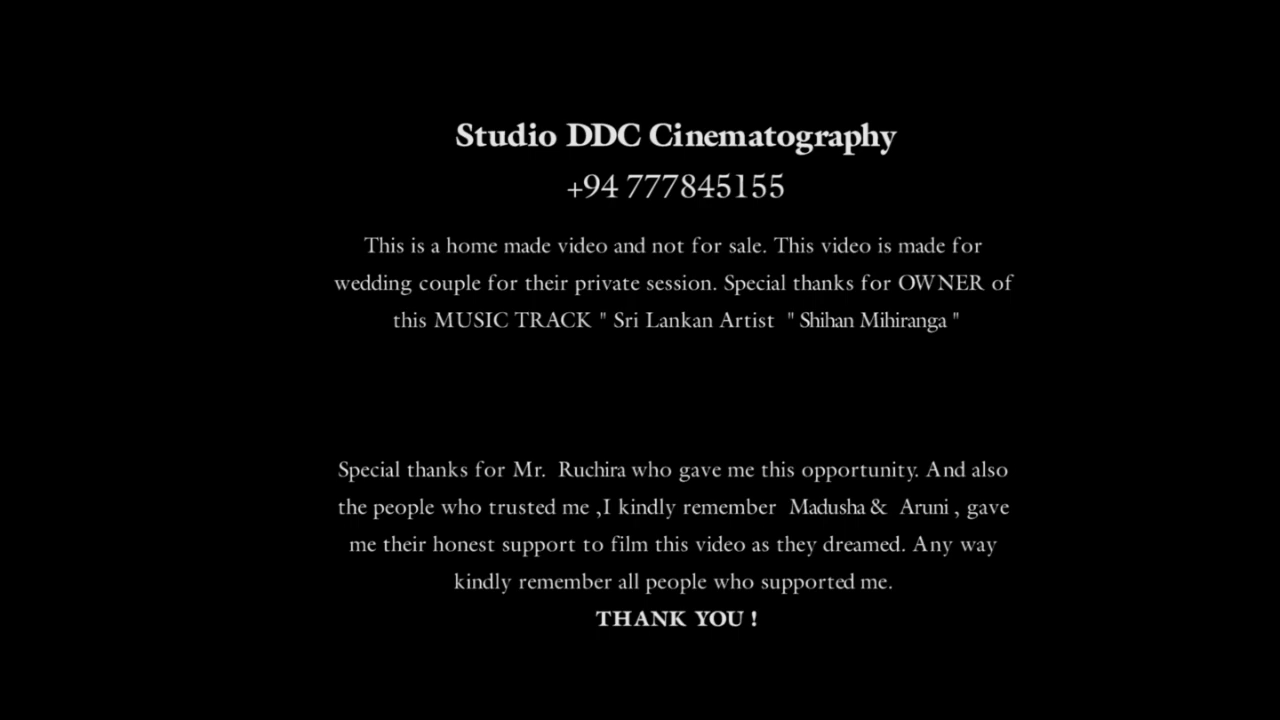 Studio DDC Cinematography
+94 777845155
This is a home made video and not for sale. This video is made for
wedding couple for their private session. Special thanks for OWNER of
this MUSIC TRACK " Sri Lankan Artist " Shihan Mihiranga "
Special thanks for Mr. Ruchira who gave me this opportunity. And also
the people who trusted me ,I kindly remember Madusha & Aruni , gave
me their honest support to film this video as they dreamed. Any way
kindly remember all people who supported me.
THANK YOU !